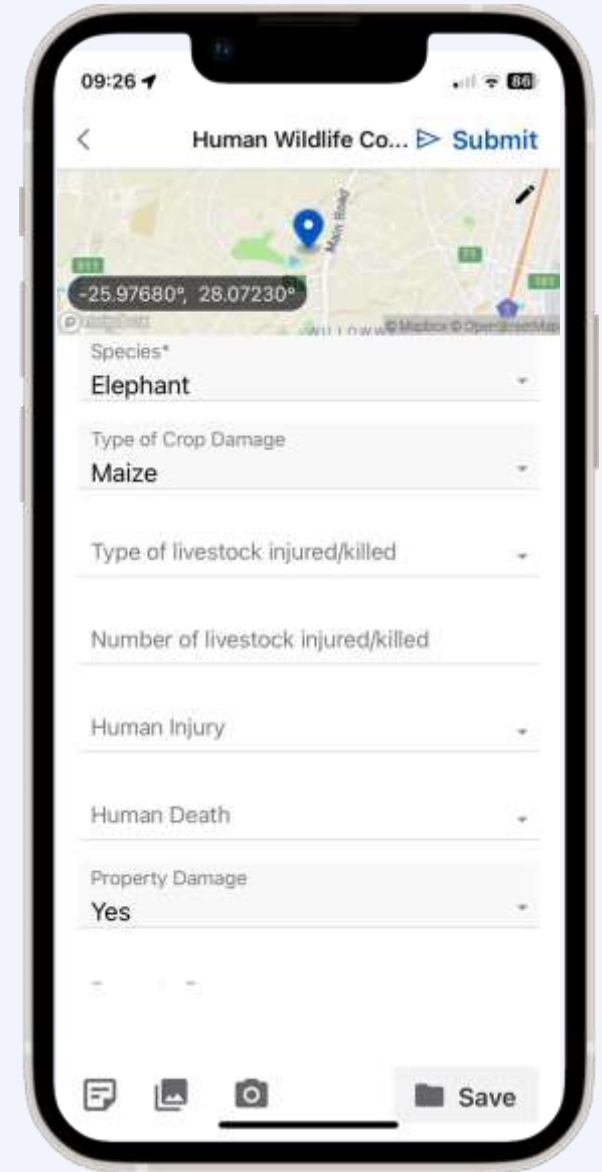 09:26
86
Human Wildlife Co...
Submit
Main Road
-25.97680°, 28.07230°
© Mapbox © OpenStreetMap
Species*
Elephant
Type of Crop Damage
Maize
Type of livestock injured/killed
Number of livestock injured/killed
Human Injury
Human Death
Property Damage
Yes
Save